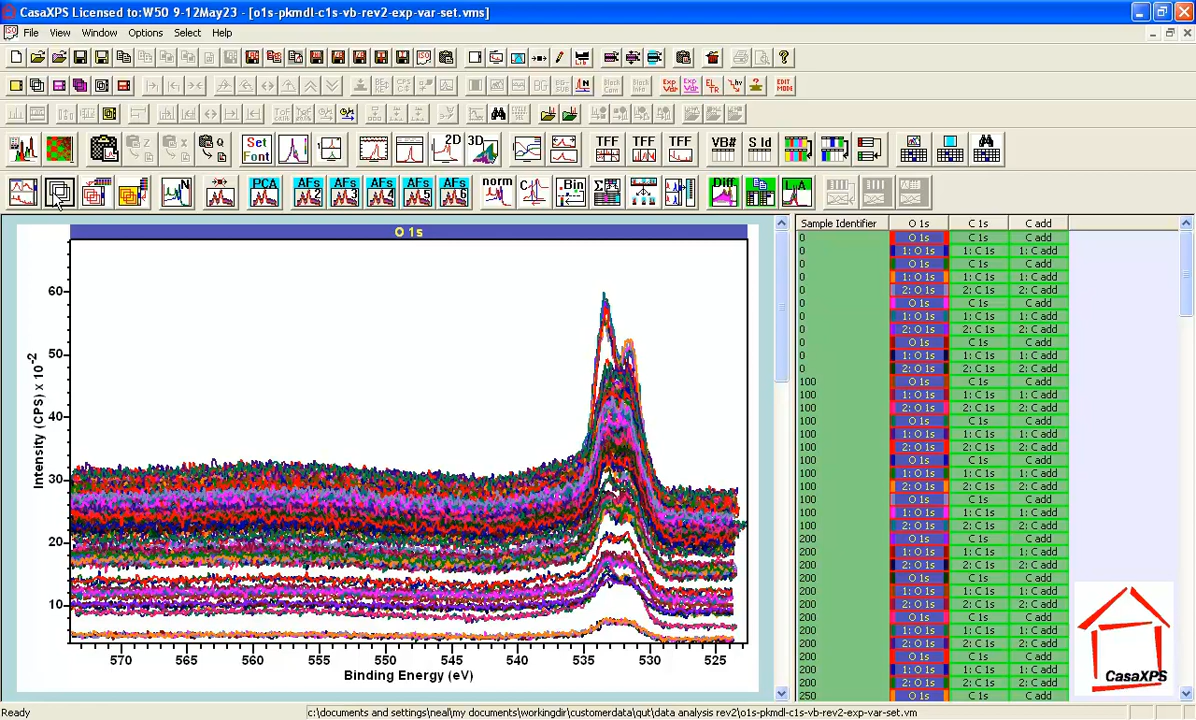 CasaXPS Licensed to:W50 9-12May23 - [o1s-pkmdl-c1s-vb-rev2-exp-var-set.vms]
File View Window Options Select Help
Set Font 2D 3D TFF TFF TFF VB# S Id
N PCA AFs 2 AFs 3 AFs 4 AFs 5 AFs 8 norm Bin Diff LA
O 1s
Intensity (CPS) x 10-2
60
50
40
30
20
10
570 565 560 555 550 545 540 535 530 525
Binding Energy (eV)
Sample Identifier O 1s C 1s C add
0 O 1s C 1s C add
0 1: O 1s 1: C 1s 1: C add
0 O 1s C 1s C add
0 1: O 1s 1: C 1s 1: C add
0 2: O 1s 2: C 1s 2: C add
0 O 1s C 1s C add
0 1: O 1s 1: C 1s 1: C add
0 2: O 1s 2: C 1s 2: C add
0 O 1s C 1s C add
0 1: O 1s 1: C 1s 1: C add
0 2: O 1s 2: C 1s 2: C add
100 O 1s C 1s C add
100 1: O 1s 1: C 1s 1: C add
100 2: O 1s 2: C 1s 2: C add
100 O 1s C 1s C add
100 1: O 1s 1: C 1s 1: C add
100 2: O 1s 2: C 1s 2: C add
100 O 1s C 1s C add
100 1: O 1s 1: C 1s 1: C add
100 2: O 1s 2: C 1s 2: C add
100 O 1s C 1s C add
100 1: O 1s 1: C 1s 1: C add
100 2: O 1s 2: C 1s 2: C add
200 O 1s C 1s C add
200 1: O 1s 1: C 1s 1: C add
200 2: O 1s 2: C 1s 2: C add
200 O 1s C 1s C add
200 1: O 1s 1: C 1s 1: C add
200 2: O 1s 2: C 1s 2: C add
200 O 1s C 1s C add
200 1: O 1s 1: C 1s 1: C add
200 2: O 1s 2: C 1s 2: C add
200 O 1s C 1s C add
200 1: O 1s 1: C 1s 1: C add
200 2: O 1s 2: C 1s 2: C add
250 O 1s C 1s C add
CasaXPS
Ready c:\documents and settings\neal\my documents\workingdir\customerdata\qut\data analysis rev2\o1s-pkmdl-c1s-vb-rev2-exp-var-set.vm